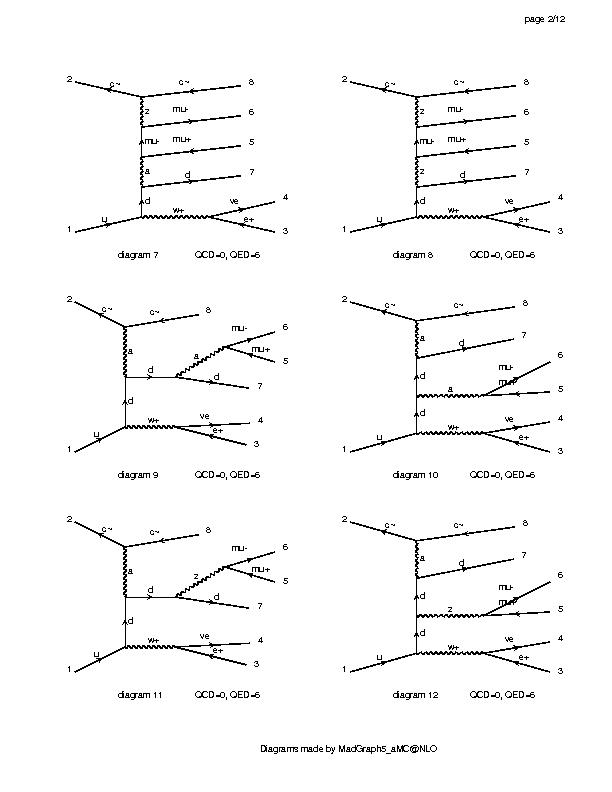 page 2/12
2 c~ c~ 8
z mu- 6
mu- mu+ 5
a d 7
d
u w+ ve 4
1 e+ 3
diagram 7 QCD=0, QED=6
2 c~ c~ 8
z mu- 6
mu- mu+ 5
z d 7
d
u w+ ve 4
1 e+ 3
diagram 8 QCD=0, QED=6
2 c~ c~ 8
a mu- 6
d a mu+ 5
d 7
d
u w+ ve 4
1 e+ 3
diagram 9 QCD=0, QED=6
2 c~ c~ 8
a d 7
d mu- 6
a mu+ 5
d
u w+ ve 4
1 e+ 3
diagram 10 QCD=0, QED=6
2 c~ c~ 8
a mu- 6
d z mu+ 5
d 7
d
u w+ ve 4
1 e+ 3
diagram 11 QCD=0, QED=6
2 c~ c~ 8
a d 7
d mu- 6
z mu+ 5
d
u w+ ve 4
1 e+ 3
diagram 12 QCD=0, QED=6
Diagrams made by MadGraph5_aMC@NLO